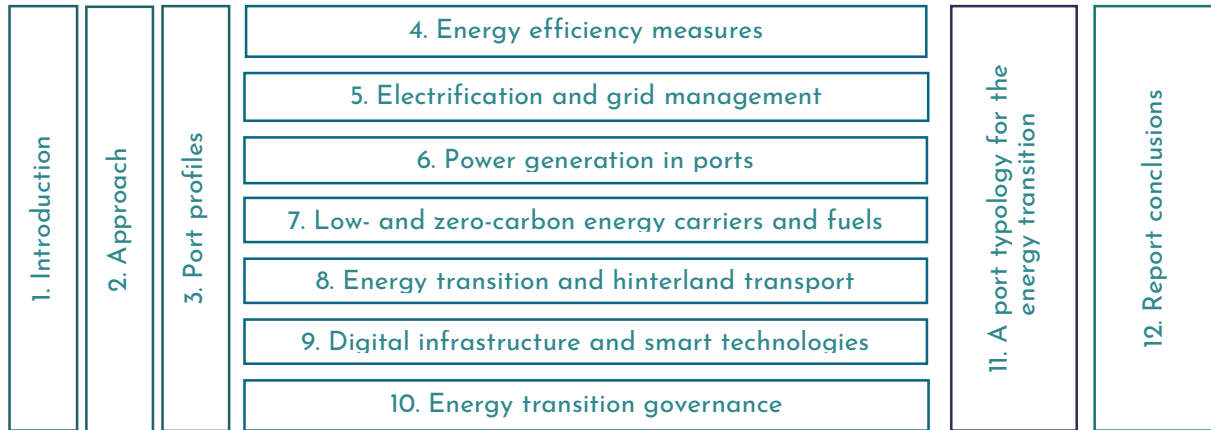 1. Introduction
2. Approach
3. Port profiles
4. Energy efficiency measures
5. Electrification and grid management
6. Power generation in ports
7. Low- and zero-carbon energy carriers and fuels
8. Energy transition and hinterland transport
9. Digital infrastructure and smart technologies
10. Energy transition governance
11. A port typology for the
energy transition
12. Report conclusions